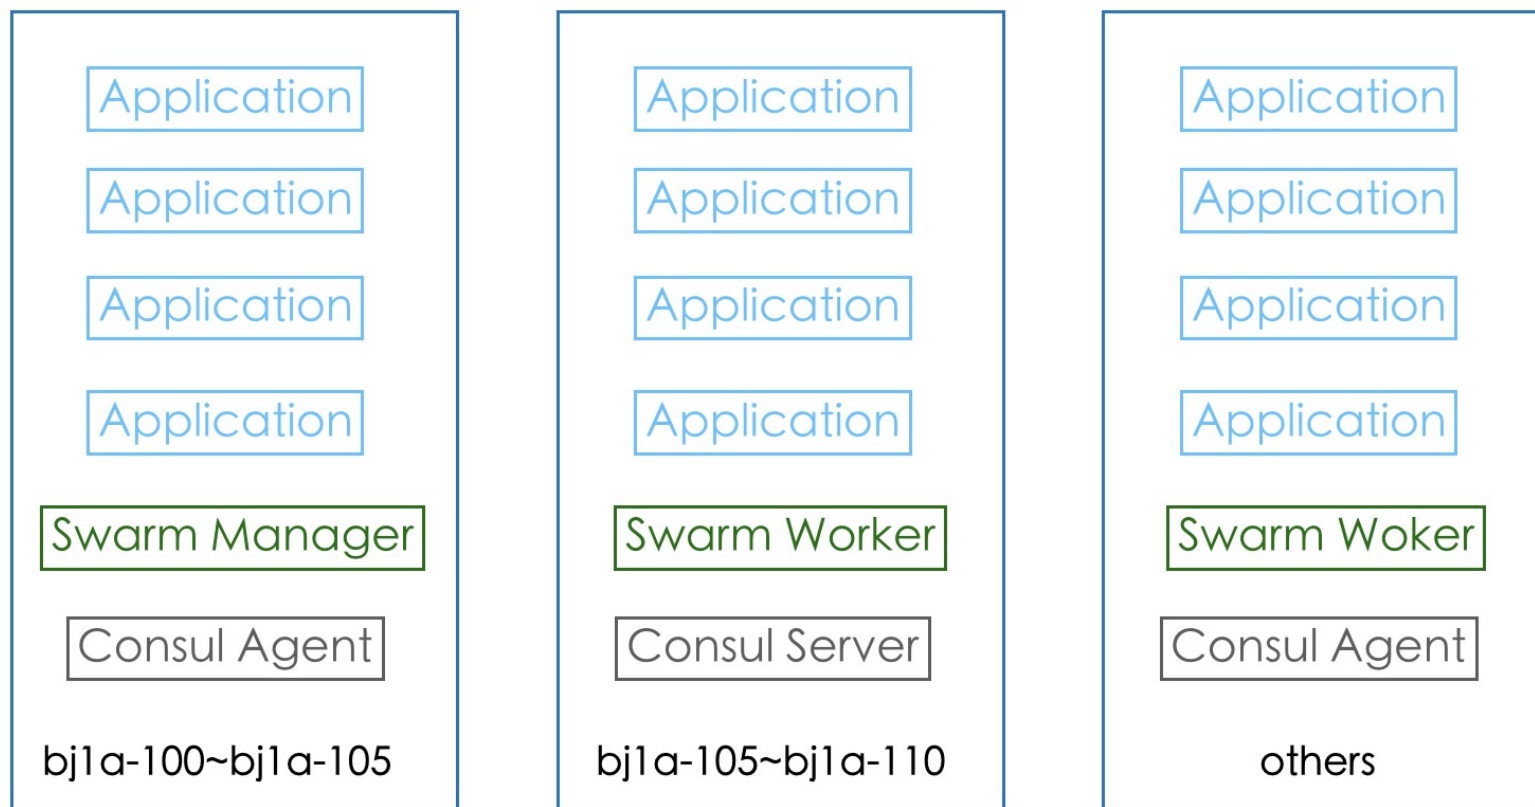 Application
Application
Application
Application
Swarm Manager
Consul Agent
bj1a-100~bj1a-105
Application
Application
Application
Application
Swarm Worker
Consul Server
bj1a-105~bj1a-110
Application
Application
Application
Application
Swarm Woker
Consul Agent
others